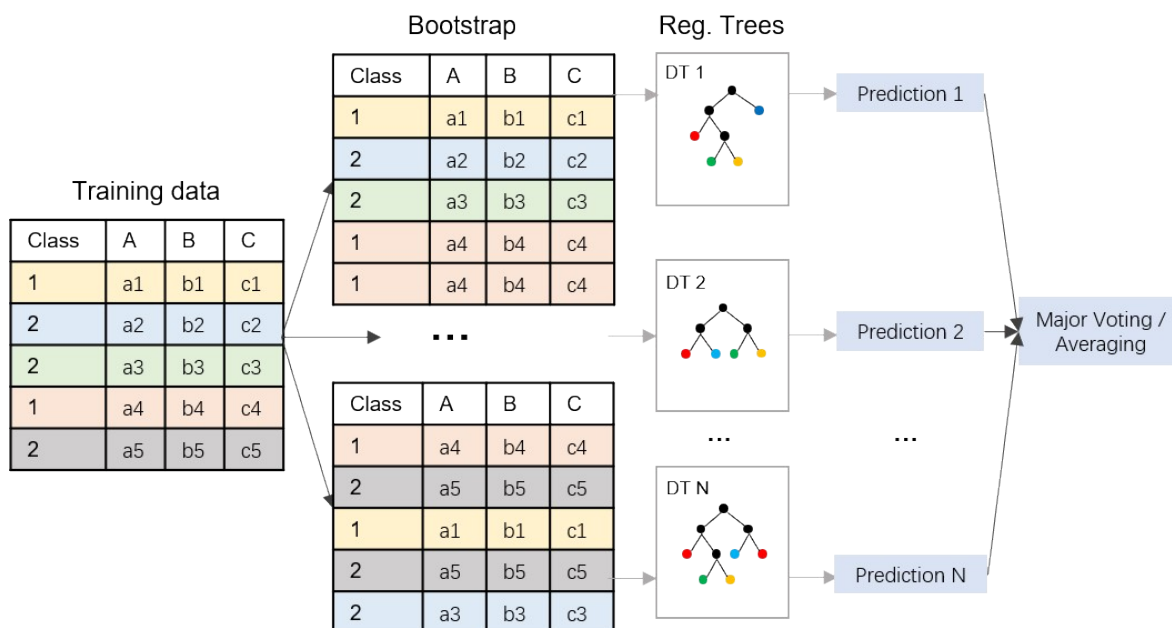 Bootstrap
Reg. Trees
Training data
Class A B C
1 a1 b1 c1
2 a2 b2 c2
2 a3 b3 c3
1 a4 b4 c4
2 a5 b5 c5
Class A B C
1 a1 b1 c1
2 a2 b2 c2
2 a3 b3 c3
1 a4 b4 c4
1 a4 b4 c4
...
Class A B C
1 a4 b4 c4
2 a5 b5 c5
1 a1 b1 c1
2 a5 b5 c5
2 a3 b3 c3
DT 1
DT 2
...
DT N
Prediction 1
Prediction 2
...
Prediction N
Major Voting /
Averaging